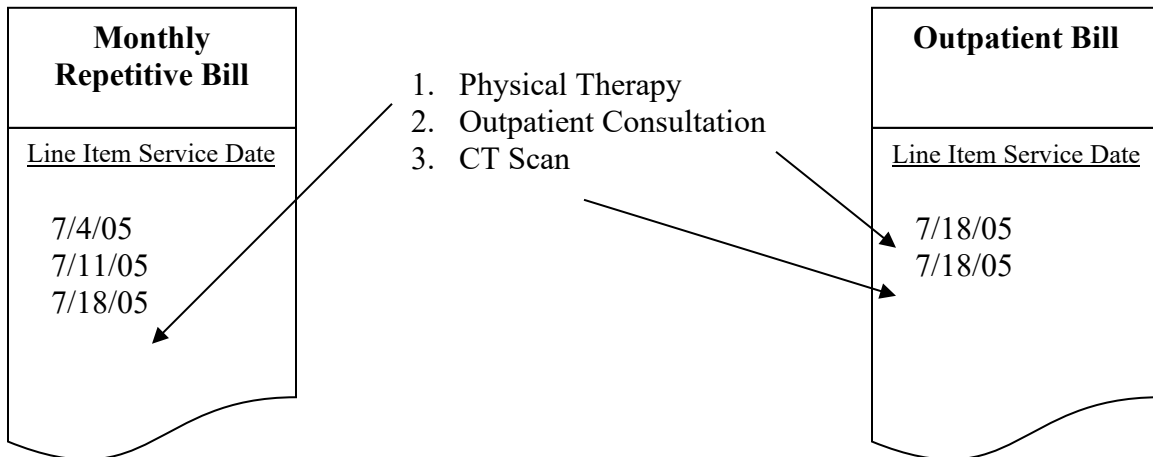 Monthly
Repetitive Bill
Line Item Service Date
7/4/05
7/11/05
7/18/05
1. Physical Therapy
2. Outpatient Consultation
3. CT Scan
Outpatient Bill
Line Item Service Date
7/18/05
7/18/05